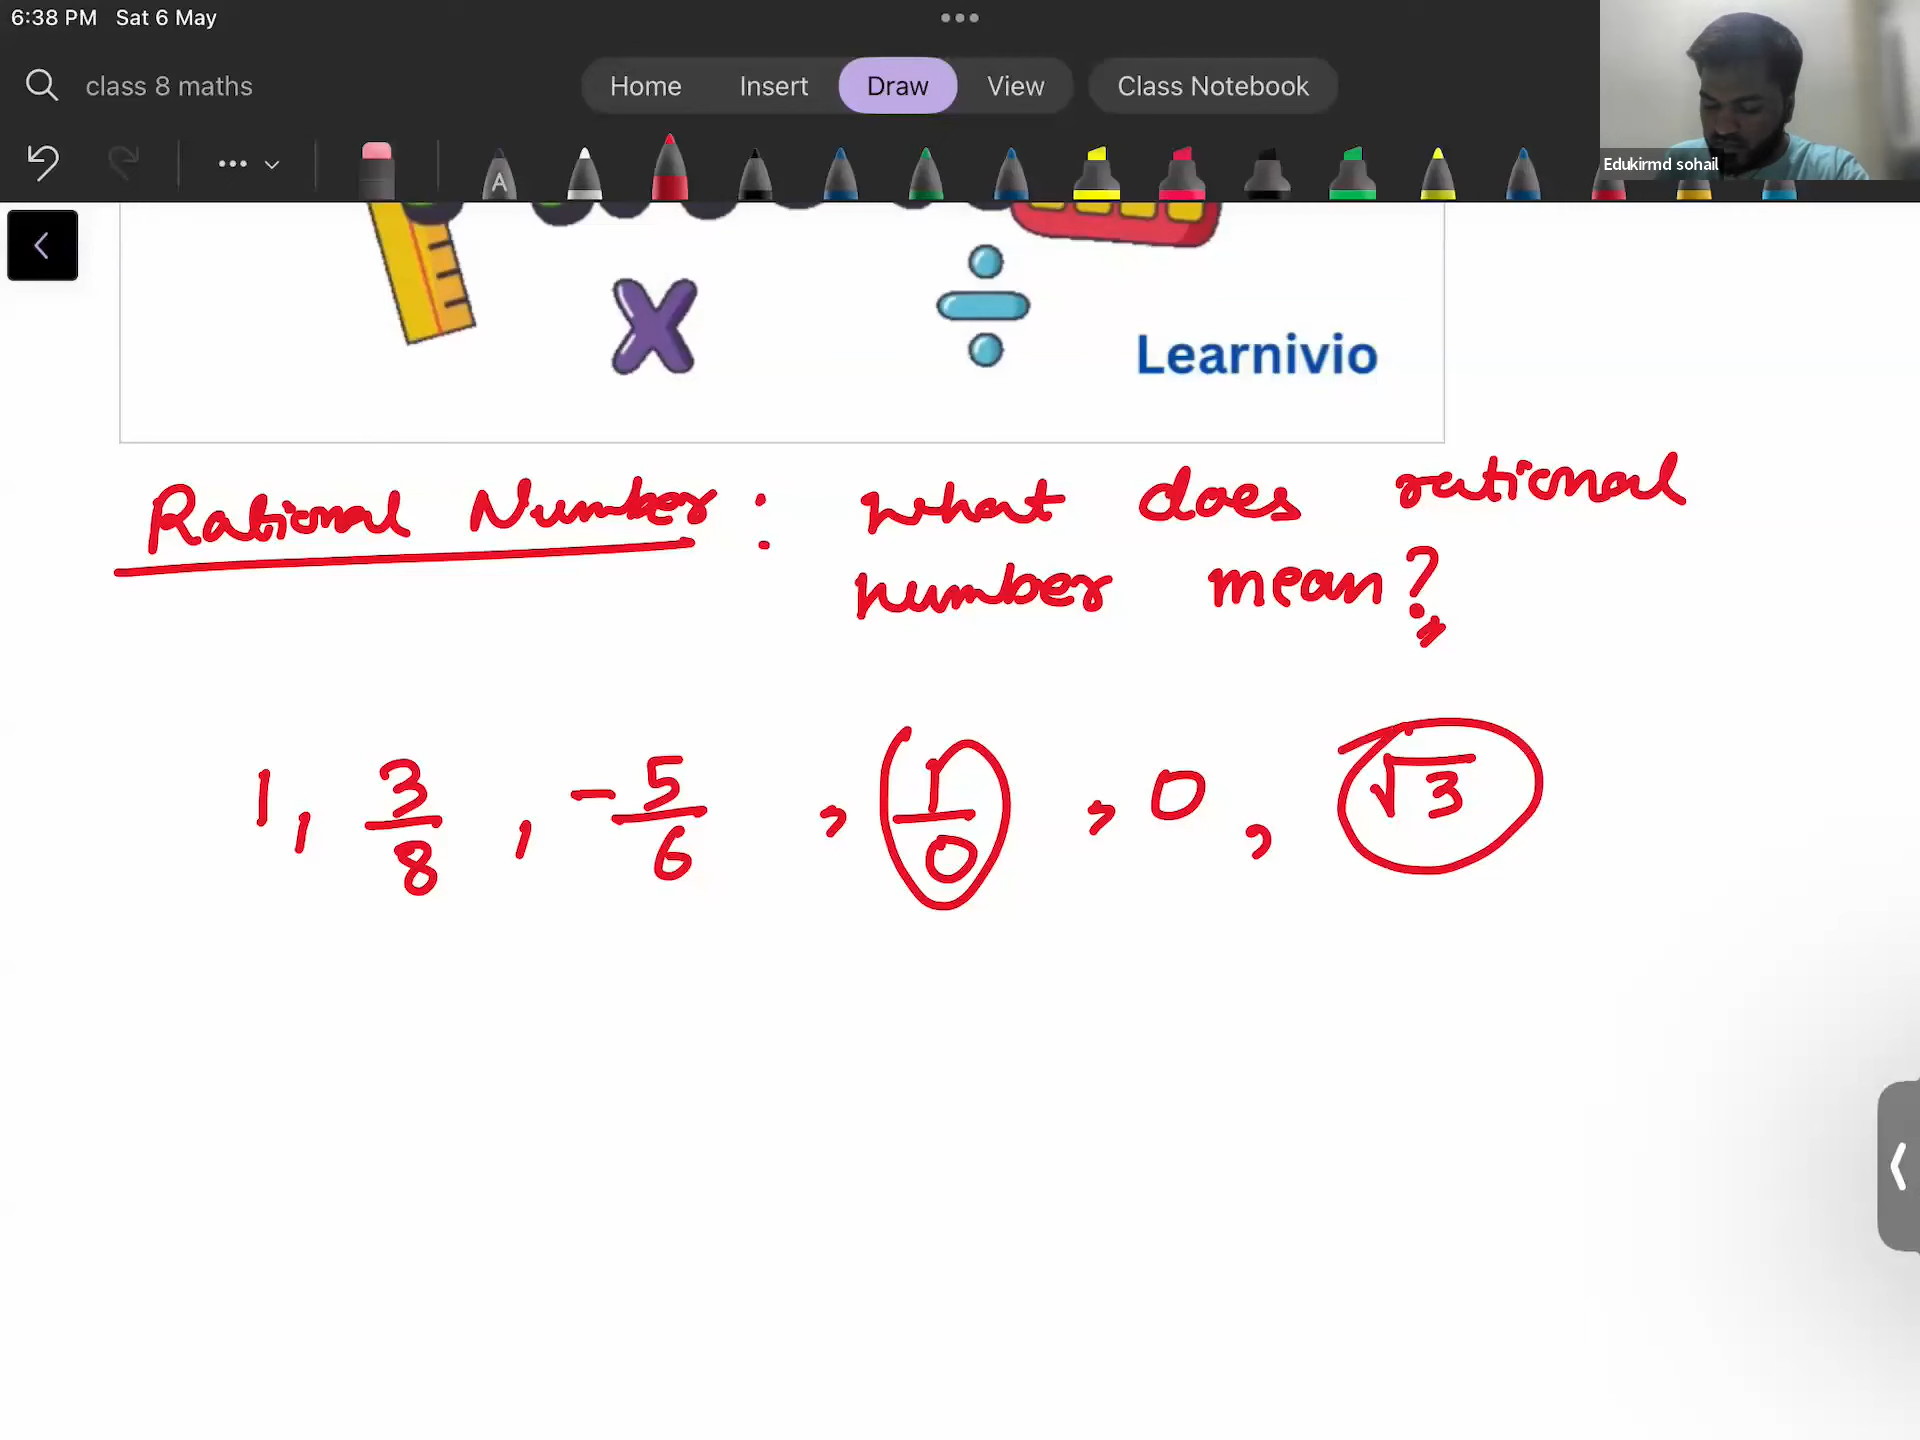 6:38 PM Sat 6 May
class 8 maths
Home Insert Draw View Class Notebook
A
Edukirmd sohail
Learnivio
Rational Number : What does rational
number mean?
1, 3/8, -5/6, 1/0, 0, √3